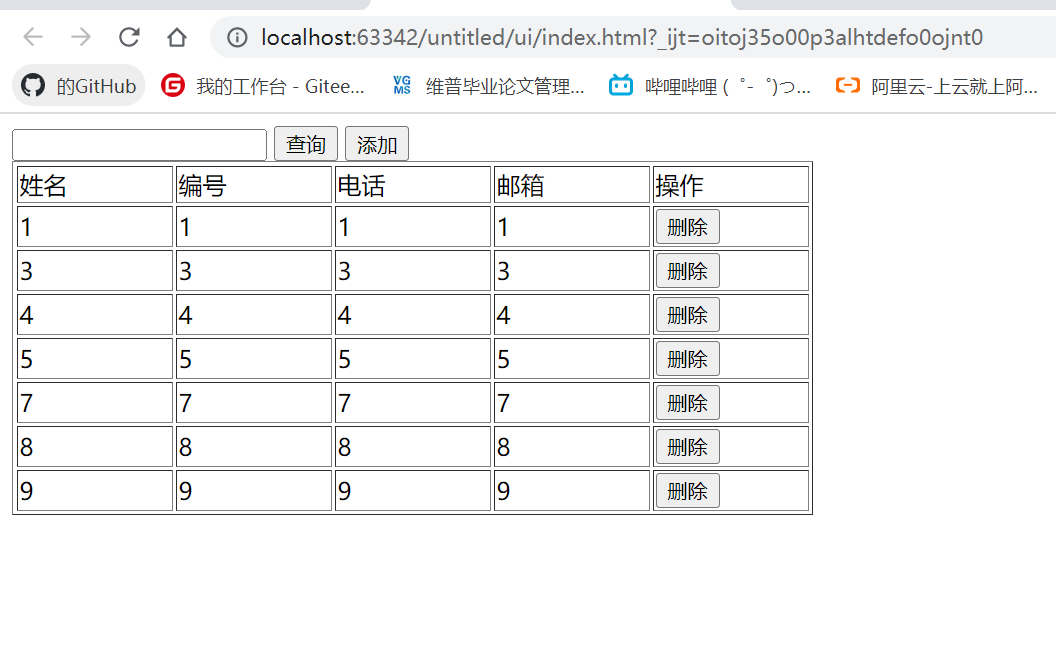 localhost:63342/untitled/ui/index.html?_ijt=oitoj35o00p3alhtdefo0ojnt0
的GitHub 我的工作台 - Gitee... VG MS 维普毕业论文管理... 哔哩哔哩 (゜-゜)つ... 阿里云-上云就上阿...
查询 添加
姓名 编号 电话 邮箱 操作
1 1 1 1 删除
3 3 3 3 删除
4 4 4 4 删除
5 5 5 5 删除
7 7 7 7 删除
8 8 8 8 删除
9 9 9 9 删除